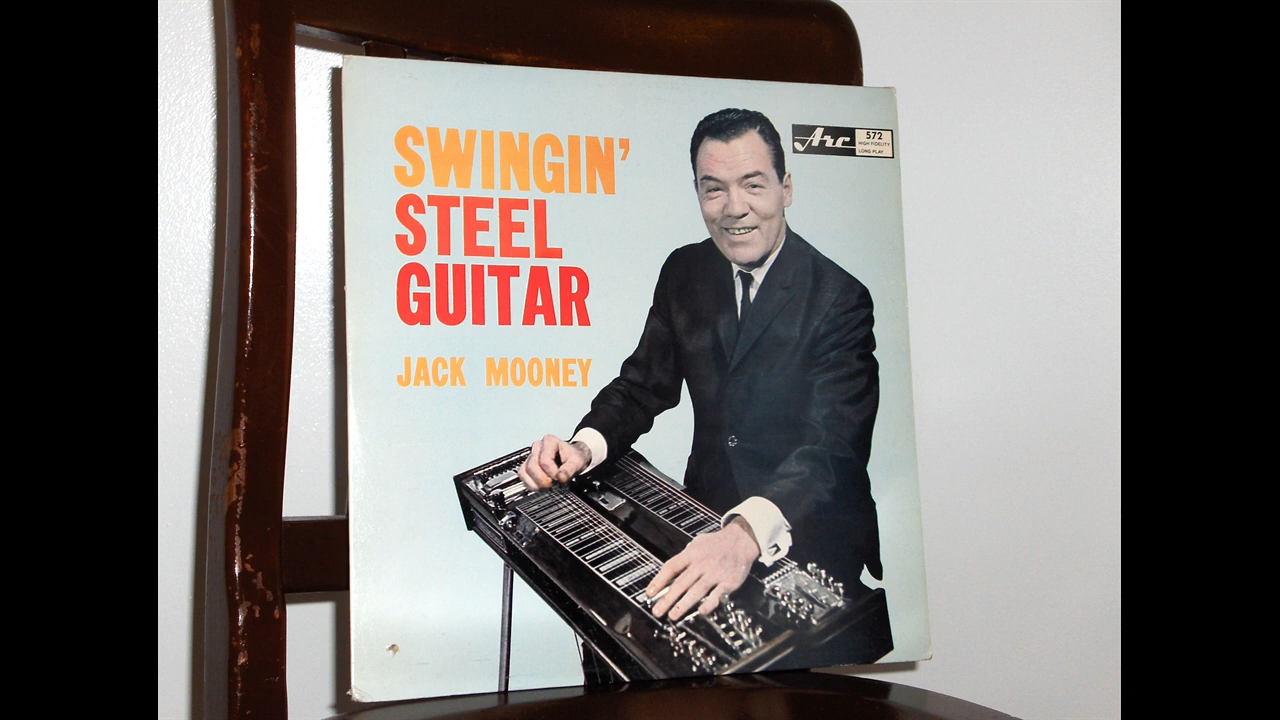 SWINGIN’
STEEL
GUITAR
JACK MOONEY
Arc
572
HIGH FIDELITY
LONG PLAY